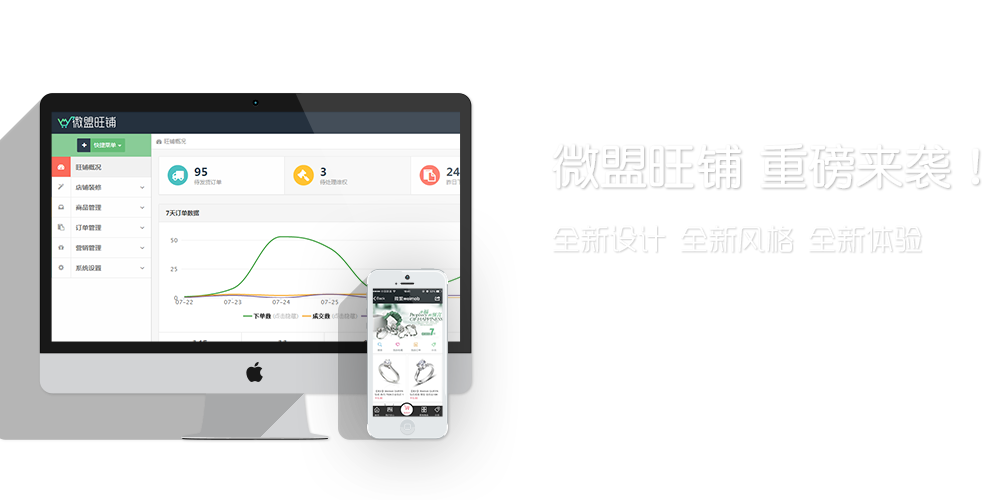 微盟旺铺 重磅来袭！
全新设计 全新风格 全新体验
微盟旺铺
快捷菜单
旺铺概况
旺铺概况
店铺装修
商品管理
订单管理
营销管理
系统设置
95
待发货订单
3
待处理维权
24
7天订单数据
50
25
0
07-22 07-23 07-24 07-25
下单数 成交数